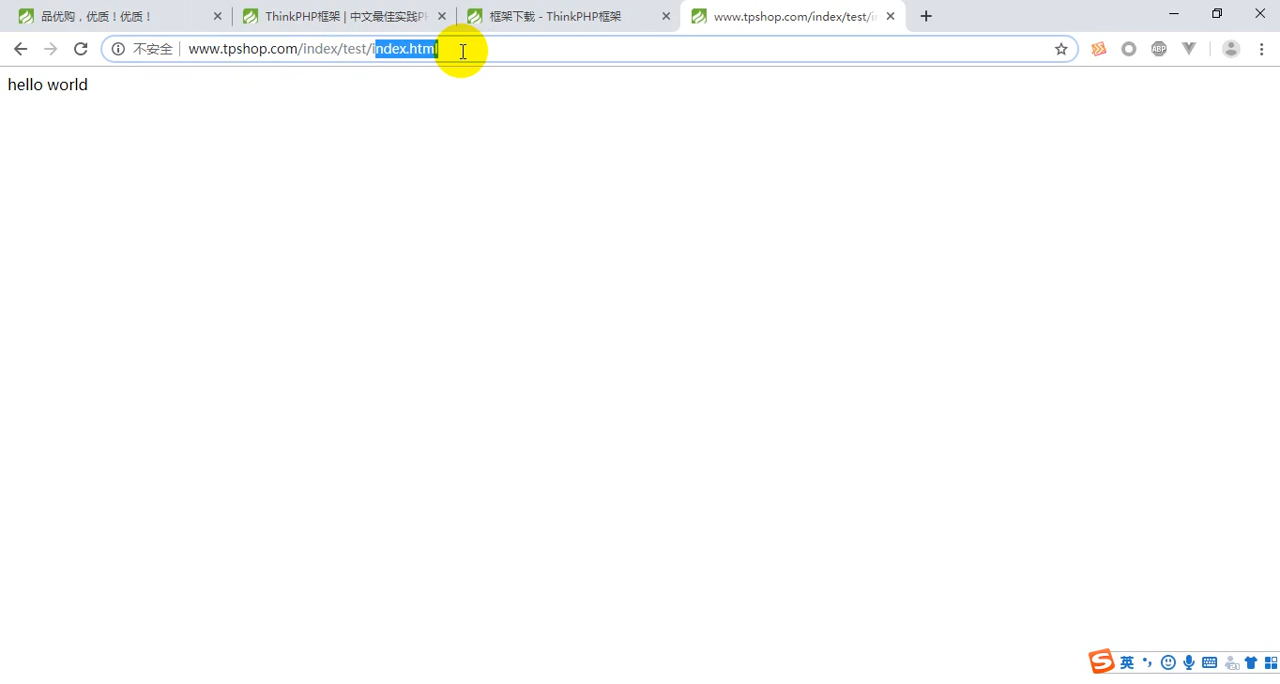 品优购，优质！优质！
ThinkPHP框架 | 中文最佳实践P
框架下载 - ThinkPHP框架
www.tpshop.com/index/test/i
不安全
www.tpshop.com/index/test/index.html
ABP
hello world
S 英